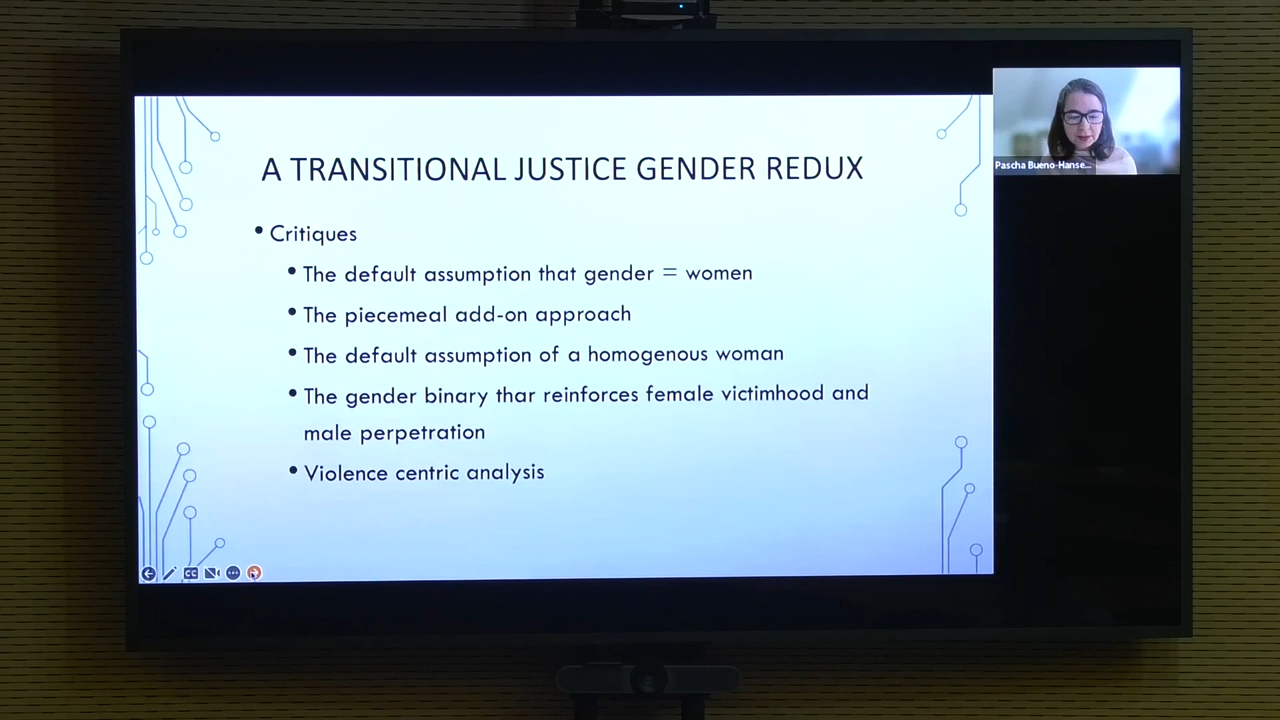 A TRANSITIONAL JUSTICE GENDER REDUX
• Critiques
• The default assumption that gender = women
• The piecemeal add-on approach
• The default assumption of a homogenous woman
• The gender binary thar reinforces female victimhood and
male perpetration
• Violence centric analysis
Pascha Bueno-Hanse...
CC